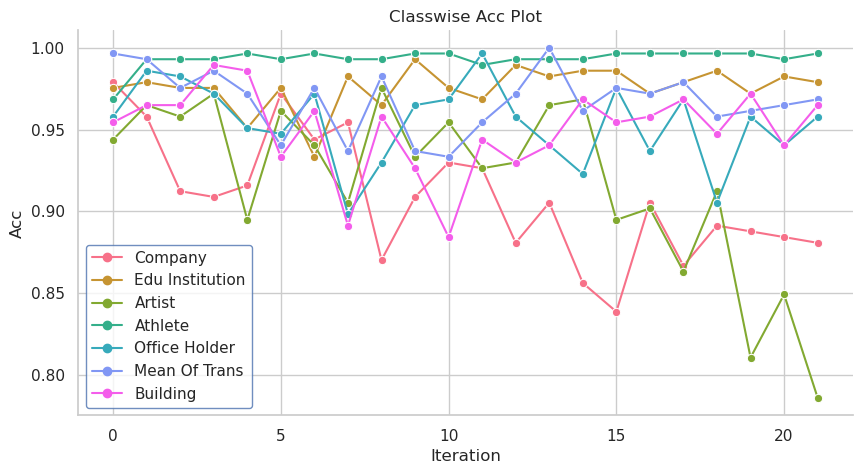 Classwise Acc Plot
1.00
0.95
0.90
0.85
0.80
Acc
Company
Edu Institution
Artist
Athlete
Office Holder
Mean Of Trans
Building
0 5 10 15 20
Iteration